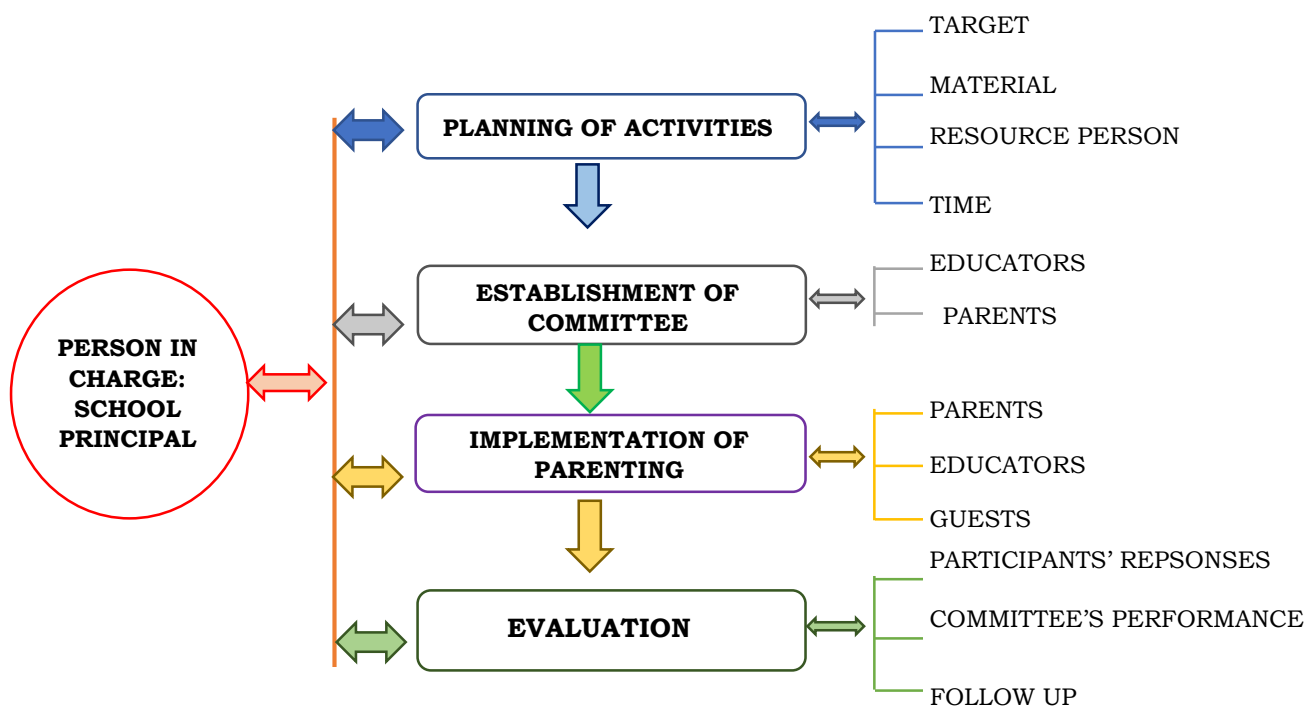 PERSON IN
CHARGE:
SCHOOL
PRINCIPAL
PLANNING OF ACTIVITIES
TARGET
MATERIAL
RESOURCE PERSON
TIME
ESTABLISHMENT OF
COMMITTEE
EDUCATORS
PARENTS
IMPLEMENTATION OF
PARENTING
PARENTS
EDUCATORS
GUESTS
EVALUATION
PARTICIPANTS’ REPSONSES
COMMITTEE’S PERFORMANCE
FOLLOW UP